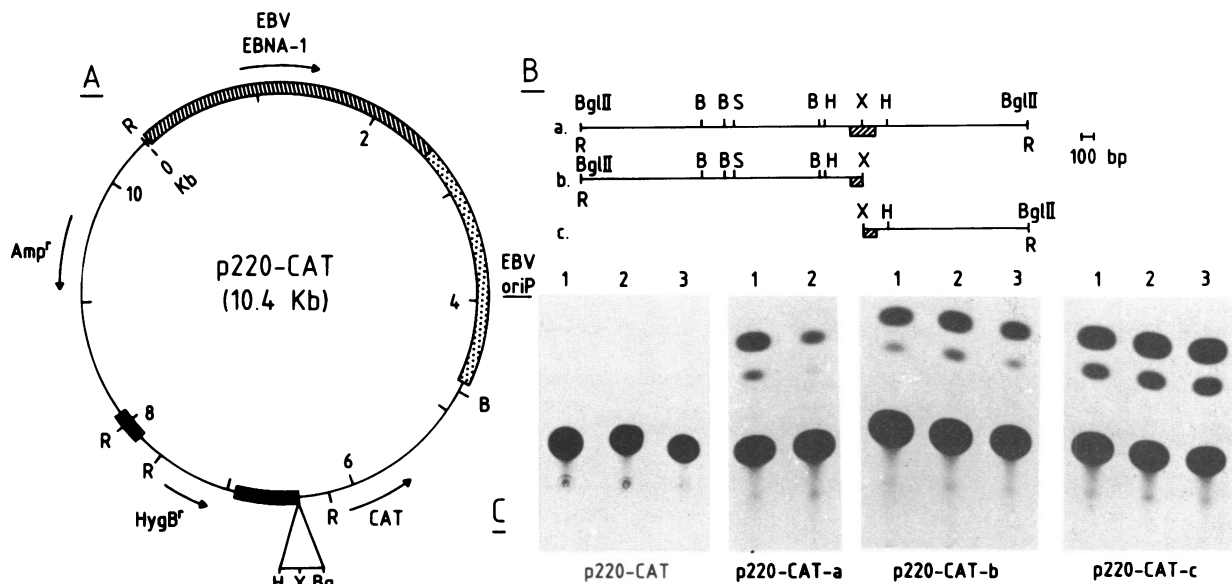 A
EBV
EBNA-1
R
0
Kb
2
10
Ampʳ
p220-CAT
(10.4 Kb)
EBV
oriP
4
B
8
R
R
6
HygBʳ
R
CAT
H X Bg
B
BglII B B S B H X H BglII
a.
R R
100 bp
BglII B B S B H X
b.
R
X H BglII
c.
R
C
1 2 3
1 2
1 2 3
1 2 3
p220-CAT
p220-CAT-a
p220-CAT-b
p220-CAT-c